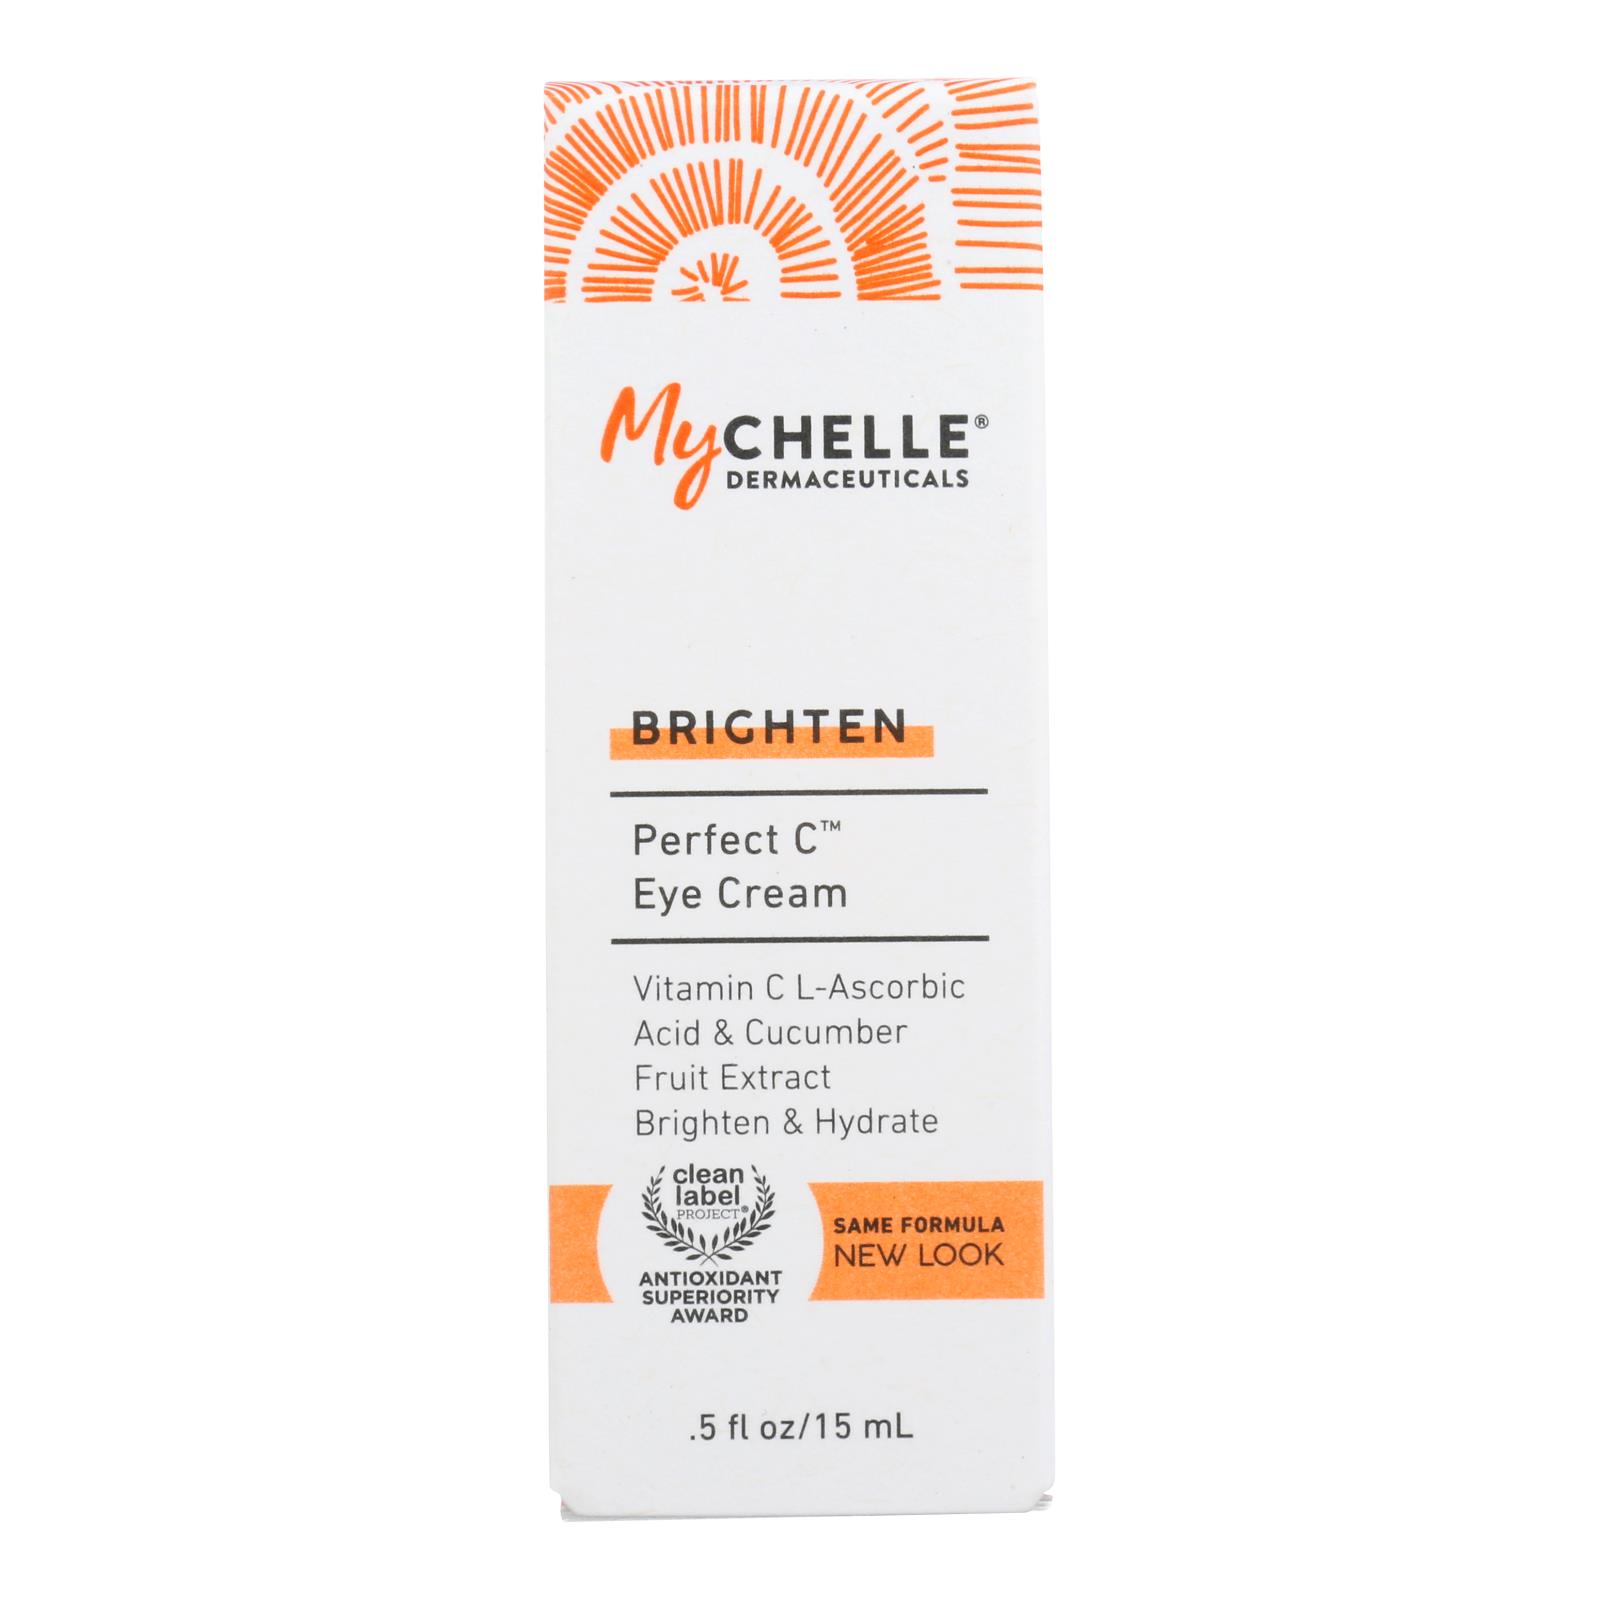 MyCHELLE®
DERMACEUTICALS
BRIGHTEN
Perfect C™
Eye Cream
Vitamin C L-Ascorbic
Acid & Cucumber
Fruit Extract
Brighten & Hydrate
clean
label
PROJECT®
ANTIOXIDANT
SUPERIORITY
AWARD
SAME FORMULA
NEW LOOK
.5 fl oz/15 mL